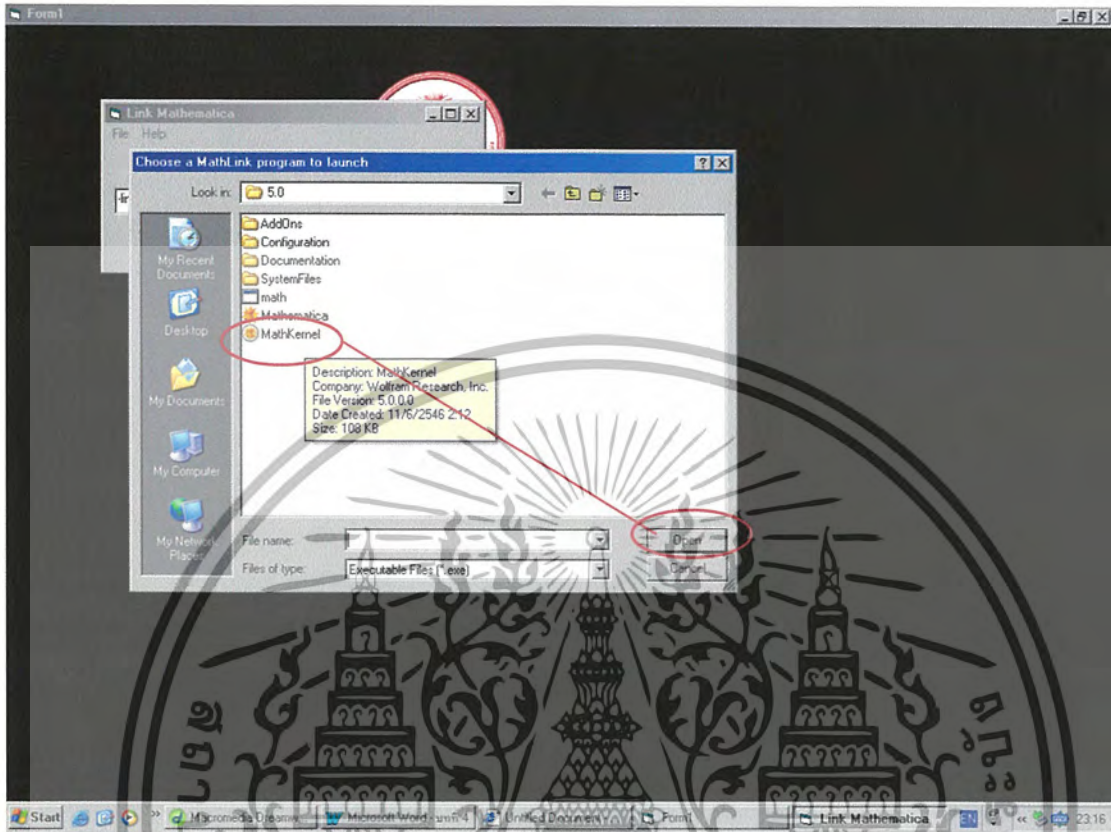 Form1
Link Mathematica
File Help
Choose a MathLink program to launch
Look in: 5.0
My Recent Documents
Desktop
My Documents
My Computer
My Network Places
AddOns
Configuration
Documentation
SystemFiles
math
Mathematica
MathKernel
Description: MathKernel
Company: Wolfram Research, Inc.
File Version: 5.0.0.0
Date Created: 11/6/2546 2:12
Size: 108 KB
File name:
Open
Files of type: Executable Files (*.exe)
Cancel
Start
Macromedia Dreamw...
Microsoft Word - บทที่ 4
Untitled Document
Form1
Link Mathematica
EN
23:16